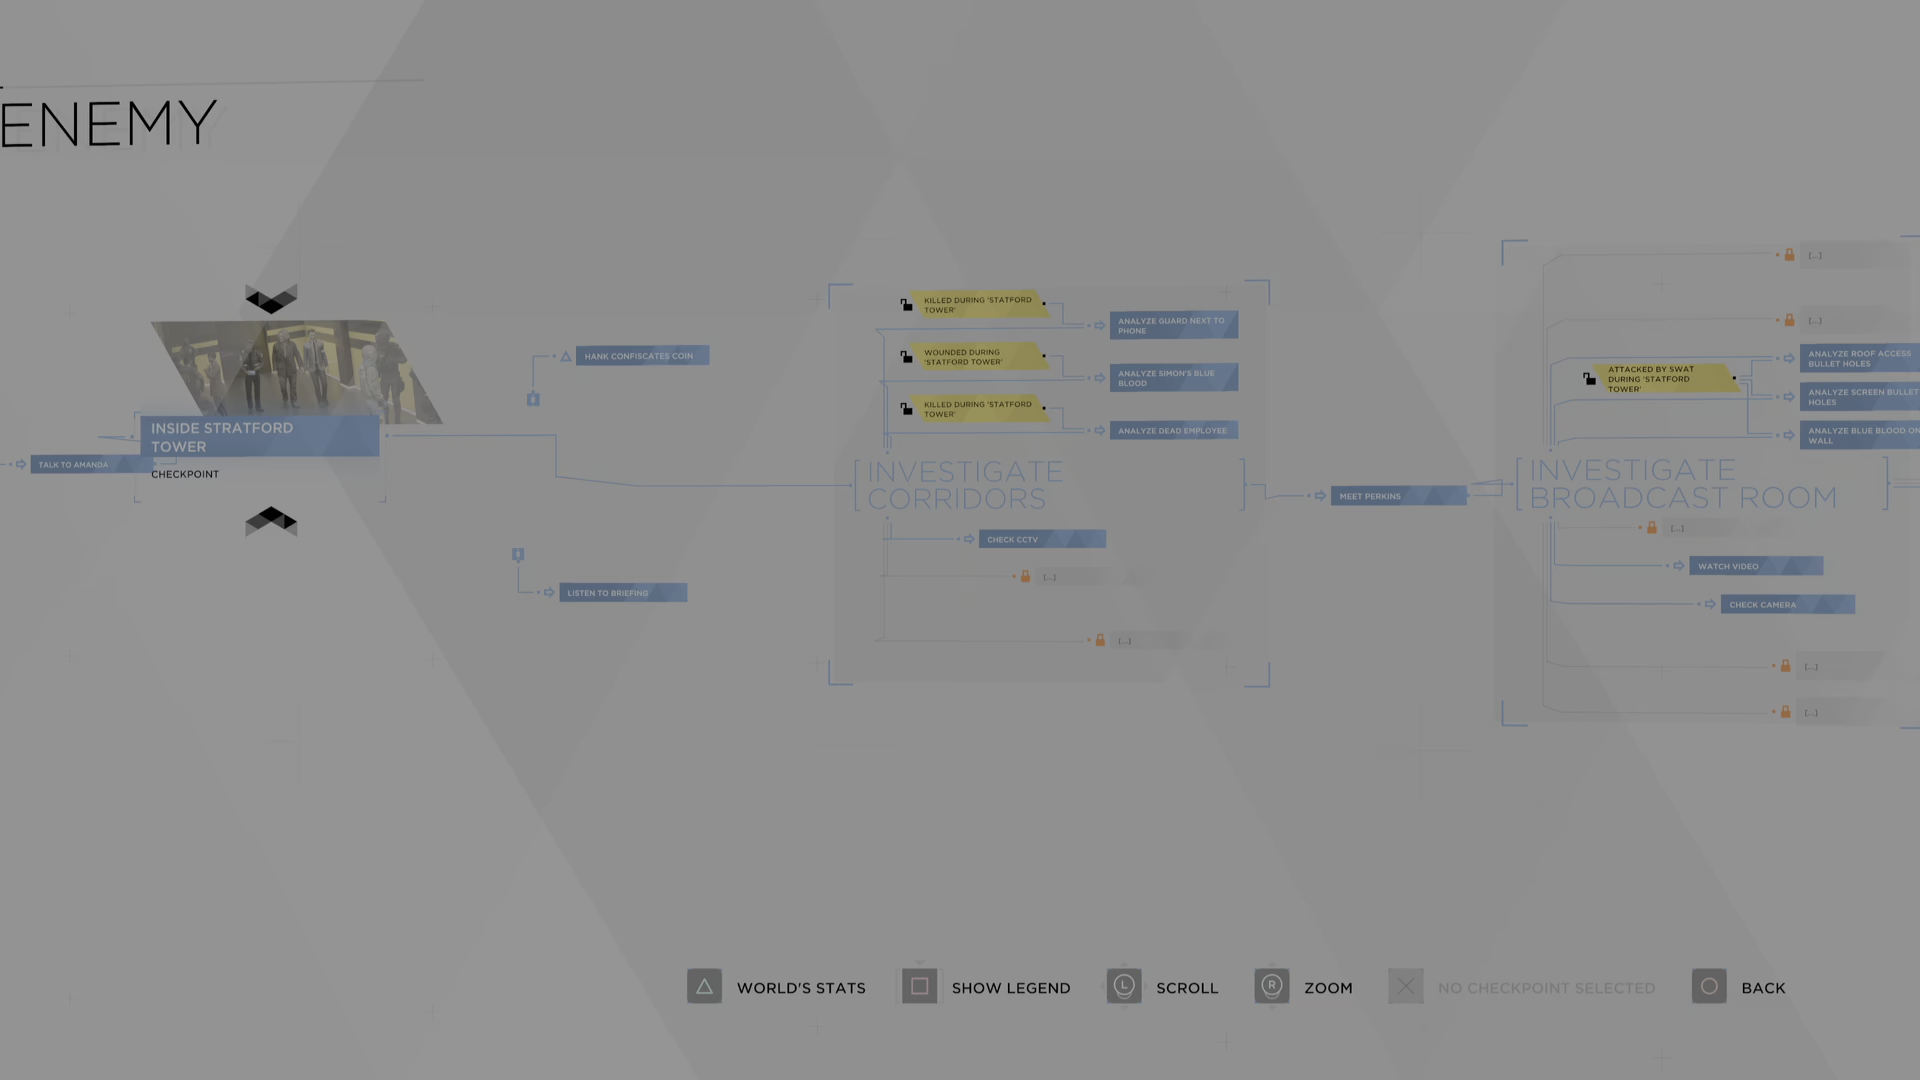 ENEMY
TALK TO AMANDA
INSIDE STRATFORD
TOWER
CHECKPOINT
HANK CONFISCATES COIN
LISTEN TO BRIEFING
KILLED DURING 'STATFORD
TOWER'
ANALYZE GUARD NEXT TO
PHONE
WOUNDED DURING
'STATFORD TOWER'
ANALYZE SIMON'S BLUE
BLOOD
KILLED DURING 'STATFORD
TOWER'
ANALYZE DEAD EMPLOYEE
[INVESTIGATE
CORRIDORS]
CHECK CCTV
[...]
[...]
MEET PERKINS
[...]
[...]
ATTACKED BY SWAT
DURING 'STATFORD
TOWER'
ANALYZE ROOF ACCESS
BULLET HOLES
ANALYZE SCREEN BULLET
HOLES
ANALYZE BLUE BLOOD ON
WALL
[INVESTIGATE
BROADCAST ROOM]
[...]
WATCH VIDEO
CHECK CAMERA
[...]
[...]
WORLD'S STATS
SHOW LEGEND
L
SCROLL
R
ZOOM
NO CHECKPOINT SELECTED
BACK